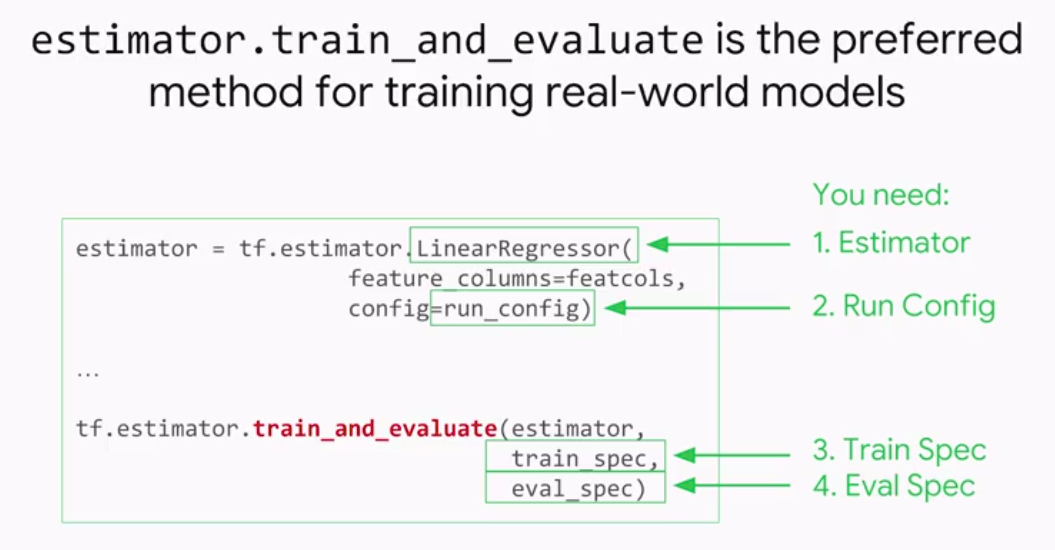 estimator.train_and_evaluate is the preferred
method for training real-world models
You need:
estimator = tf.estimator.LinearRegressor(
1. Estimator
feature_columns=featcols,
config=run_config)
2. Run Config
...
tf.estimator.train_and_evaluate(estimator,
train_spec,
3. Train Spec
eval_spec)
4. Eval Spec